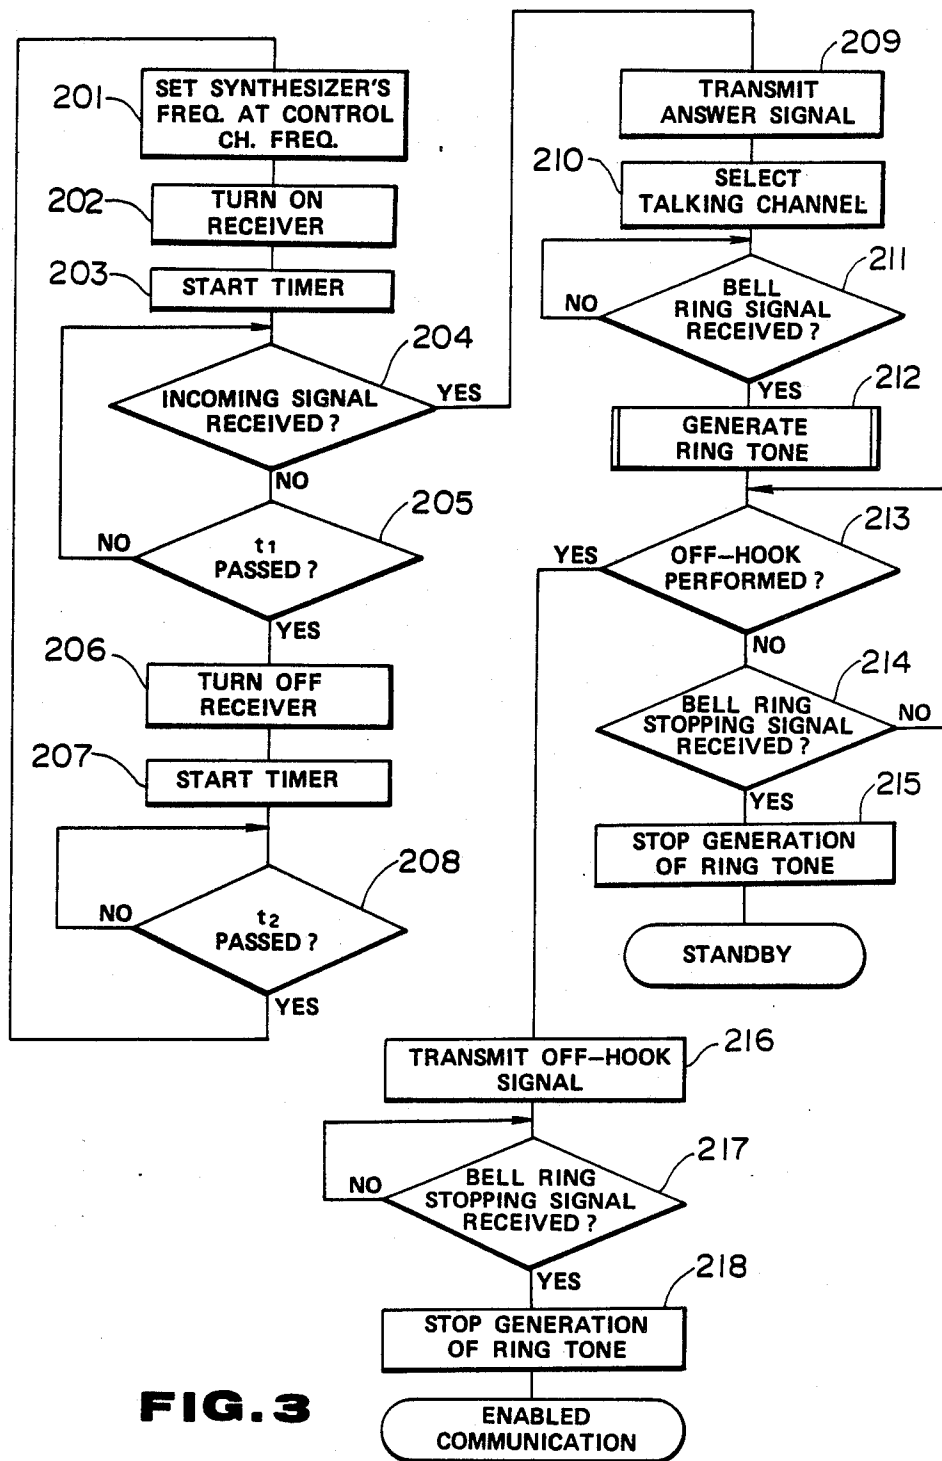 201
SET SYNTHESIZER'S
FREQ. AT CONTROL
CH. FREQ.
202
TURN ON
RECEIVER
203
START TIMER
204
INCOMING SIGNAL
RECEIVED?
YES
NO
205
t1
PASSED?
NO
YES
206
TURN OFF
RECEIVER
207
START TIMER
208
t2
PASSED?
NO
YES
209
TRANSMIT
ANSWER SIGNAL
210
SELECT
TALKING CHANNEL
211
BELL
RING SIGNAL
RECEIVED?
NO
YES
212
GENERATE
RING TONE
213
OFF-HOOK
PERFORMED?
YES
NO
214
BELL RING
STOPPING SIGNAL
RECEIVED?
NO
YES
215
STOP GENERATION
OF RING TONE
STANDBY
216
TRANSMIT OFF-HOOK
SIGNAL
217
BELL RING
STOPPING SIGNAL
RECEIVED?
NO
YES
218
STOP GENERATION
OF RING TONE
ENABLED
COMMUNICATION
FIG. 3